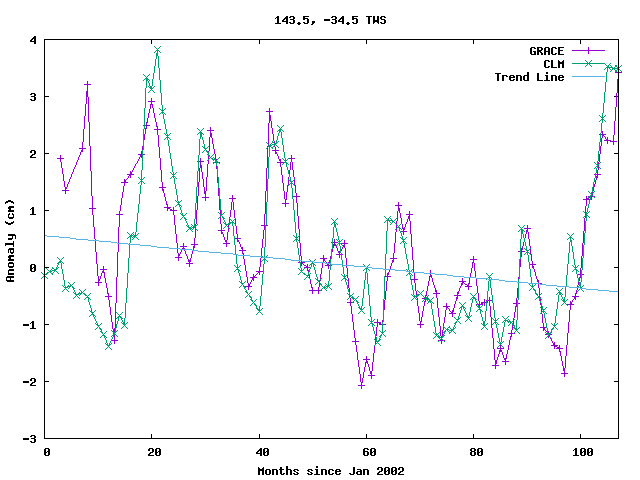 143.5, -34.5 TWS
GRACE
CLM
Trend Line
4
3
2
1
0
-1
-2
-3
Anomaly (cm)
0 20 40 60 80 100
Months since Jan 2002